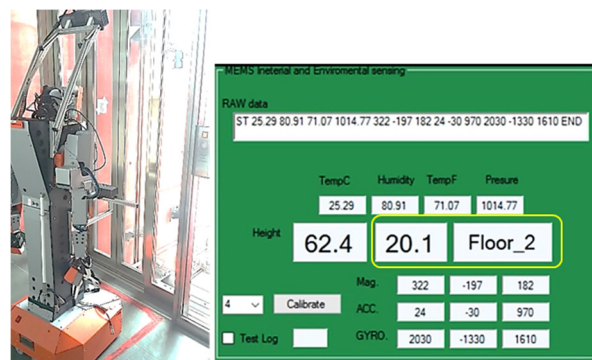 MEMS Ineterial and Enviromental sensing
RAW data
ST 25.29 80.91 71.07 1014.77 322 -197 182 24 -30 970 2030 -1330 1610 END
TempC Humidity TempF Presure
25.29 80.91 71.07 1014.77
Height 62.4 20.1 Floor_2
Mag. 322 -197 182
4 Calibrate ACC. 24 -30 970
Test Log GYRO. 2030 -1330 1610